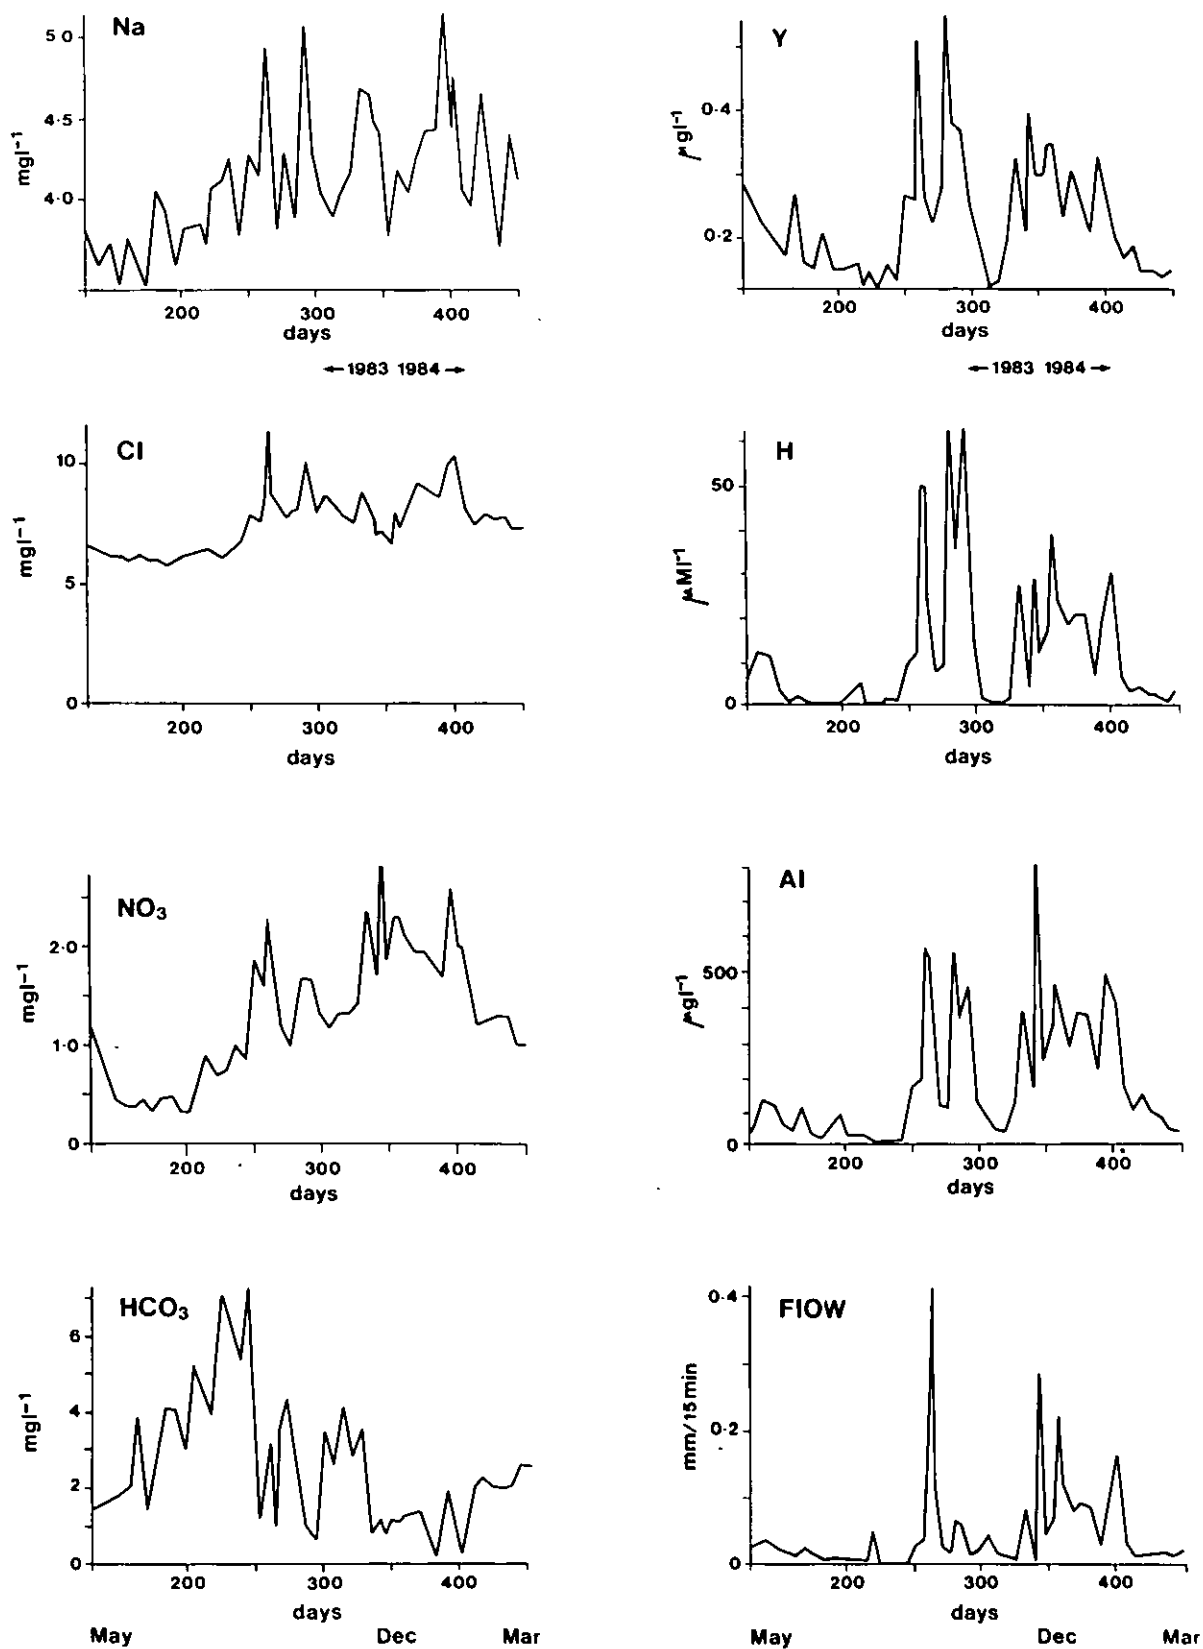 Na
5·0
4·5
4·0
mgl⁻¹
200 300 400
days
Y
0·4
0·2
μgl⁻¹
200 300 400
days
←1983 1984→
←1983 1984→
Cl
10
5
0
mgl⁻¹
200 300 400
days
H
50
0
μMl⁻¹
200 300 400
days
NO₃
2·0
1·0
0
mgl⁻¹
200 300 400
days
Al
500
0
μgl⁻¹
200 300 400
days
HCO₃
6
4
2
0
mgl⁻¹
200 300 400
days
FlOW
0·4
0·2
0
mm/15min
200 300 400
days
May Dec Mar
May Dec Mar